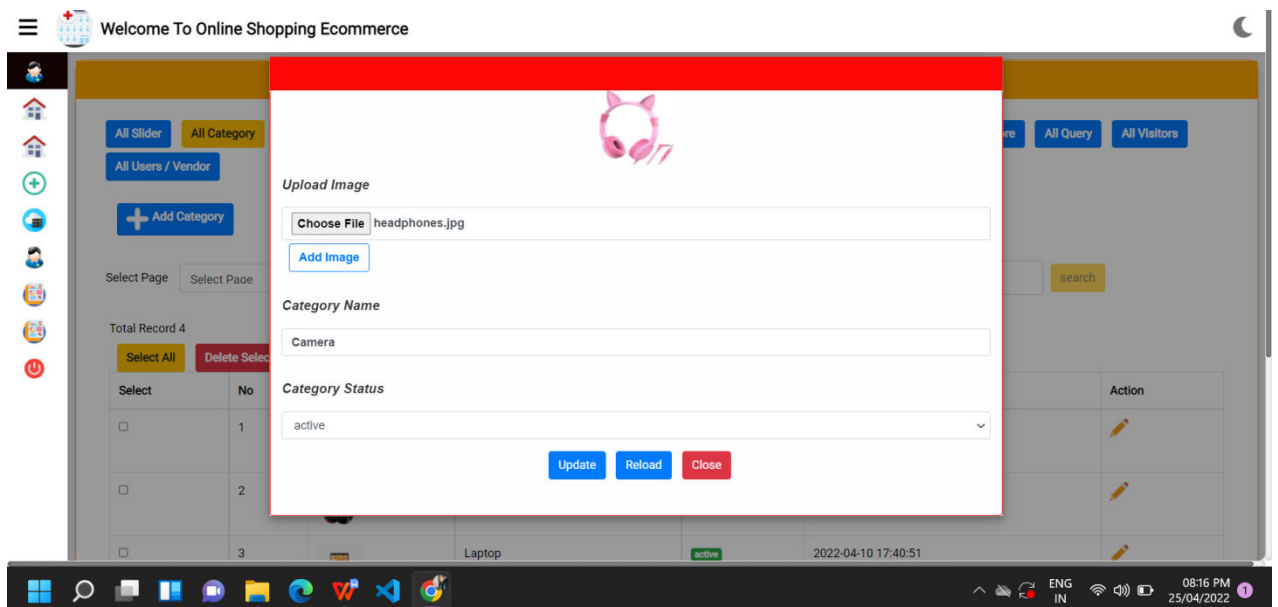 Welcome To Online Shopping Ecommerce
All Slider All Category All Query All Visitors
All Users / Vendor
Upload Image
Add Category
Choose File headphones.jpg
Add Image
Select Page Select Page search
Category Name
Total Record 4
Camera
Select All Delete Selec
Category Status
Select No Action
active
1
Update Reload Close
2
3 Laptop active 2022-04-10 17:40:51
ENG 08:16 PM
IN 25/04/2022 1